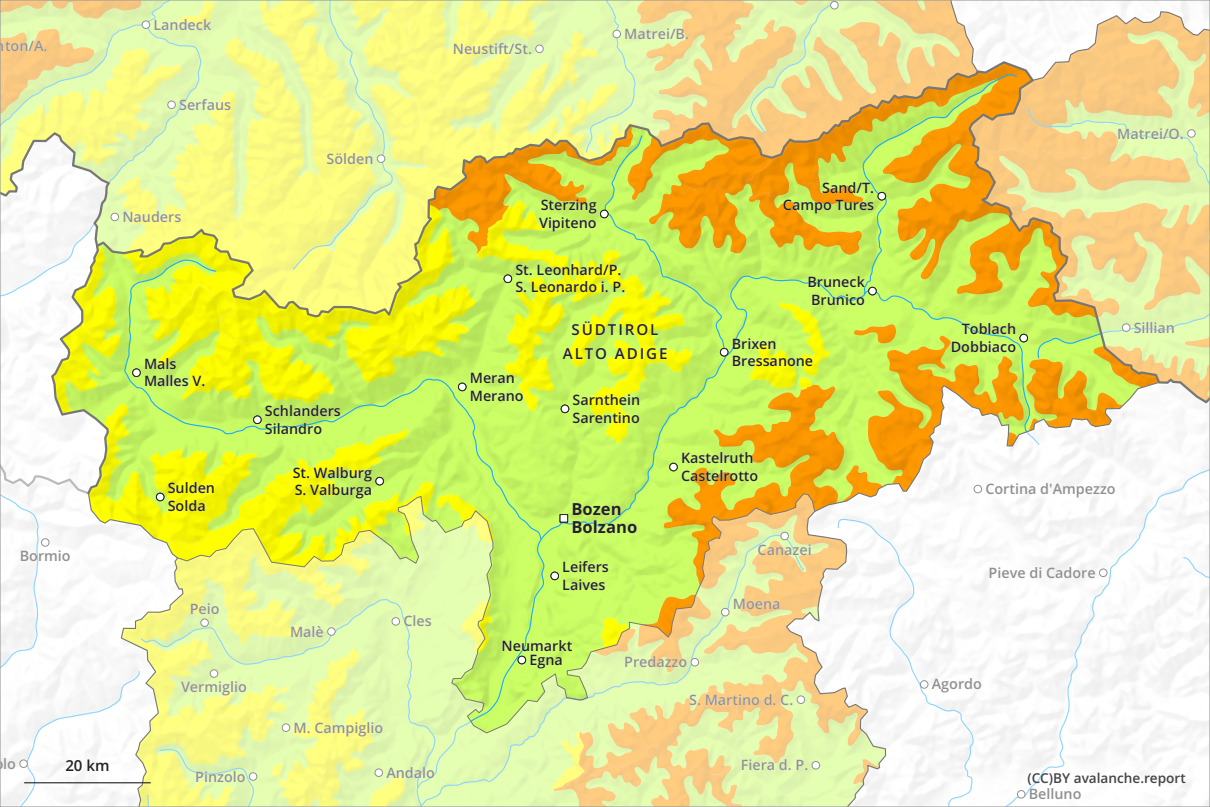 Landeck
Matrei/B.
nton/A.
Neustift/St.
Serfaus
Matrei/O.
Sölden
Sand/T.
Campo Tures
Sterzing
Vipiteno
Nauders
St. Leonhard/P.
S. Leonardo i. P.
Bruneck
Brunico
SÜDTIROL
ALTO ADIGE
Toblach
Dobbiaco
Sillian
Brixen
Bressanone
Mals
Malles V.
Meran
Merano
Sarnthein
Sarentino
Schlanders
Silandro
Kastelruth
Castelrotto
St. Walburg
S. Valburga
Sulden
Solda
Cortina d'Ampezzo
Bozen
Bolzano
Bormio
Canazei
Leifers
Laives
Pieve di Cadore
Peio
Moena
Cles
Malè
Neumarkt
Egna
Predazzo
Vermiglio
Agordo
S. Martino d. C.
M. Campiglio
olo
20 km
Pinzolo
Andalo
Fiera d. P.
(CC)BY avalanche.report
Belluno